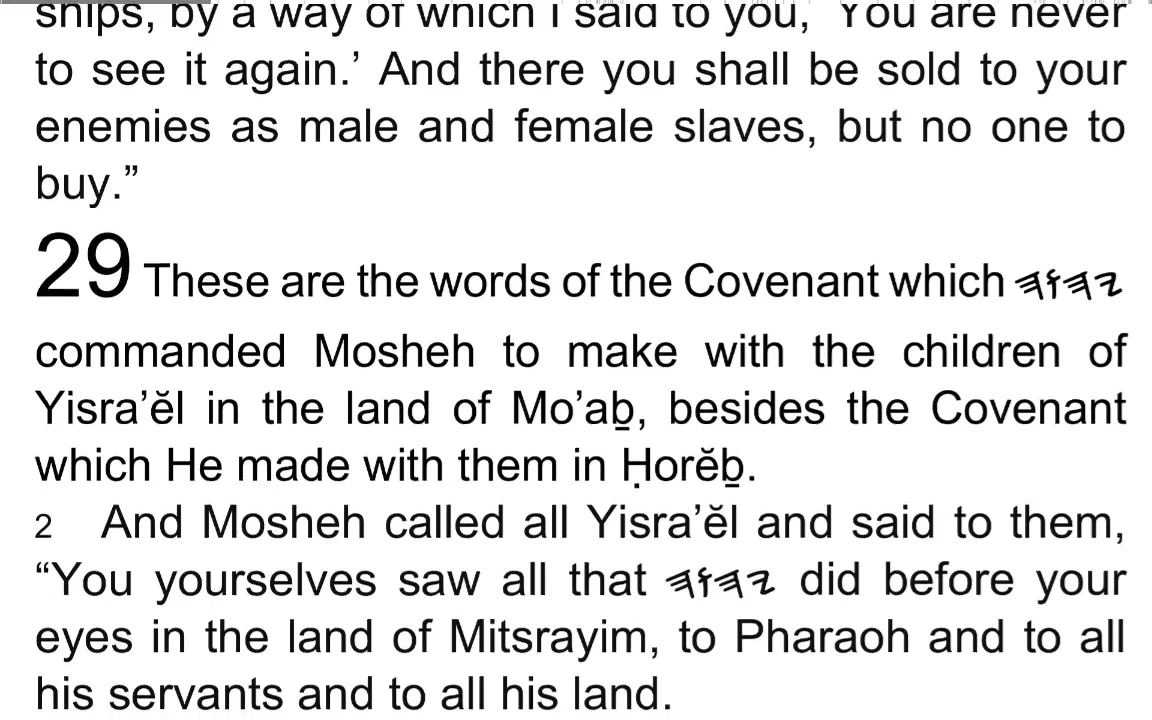 ships, by a way of which I said to you, ‘You are never
to see it again.’ And there you shall be sold to your
enemies as male and female slaves, but no one to
buy.”
29 These are the words of the Covenant which 𐤉𐤄𐤅𐤄
commanded Mosheh to make with the children of
Yisra’ĕl in the land of Mo’aḇ, besides the Covenant
which He made with them in Ḥorĕḇ.
2 And Mosheh called all Yisra’ĕl and said to them,
“You yourselves saw all that 𐤉𐤄𐤅𐤄 did before your
eyes in the land of Mitsrayim, to Pharaoh and to all
his servants and to all his land.